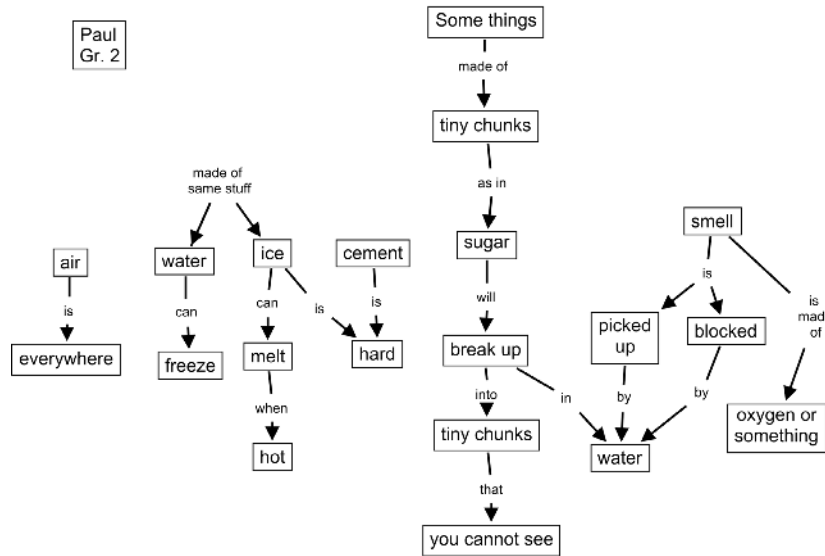 Paul
Gr. 2
Some things
made of
tiny chunks
as in
sugar
will
break up
into
tiny chunks
that
you cannot see
in
water
made of
same stuff
water
can
freeze
ice
can
melt
when
hot
is
hard
cement
is
air
is
everywhere
smell
is
picked
up
by
blocked
by
is
made
of
oxygen or
something